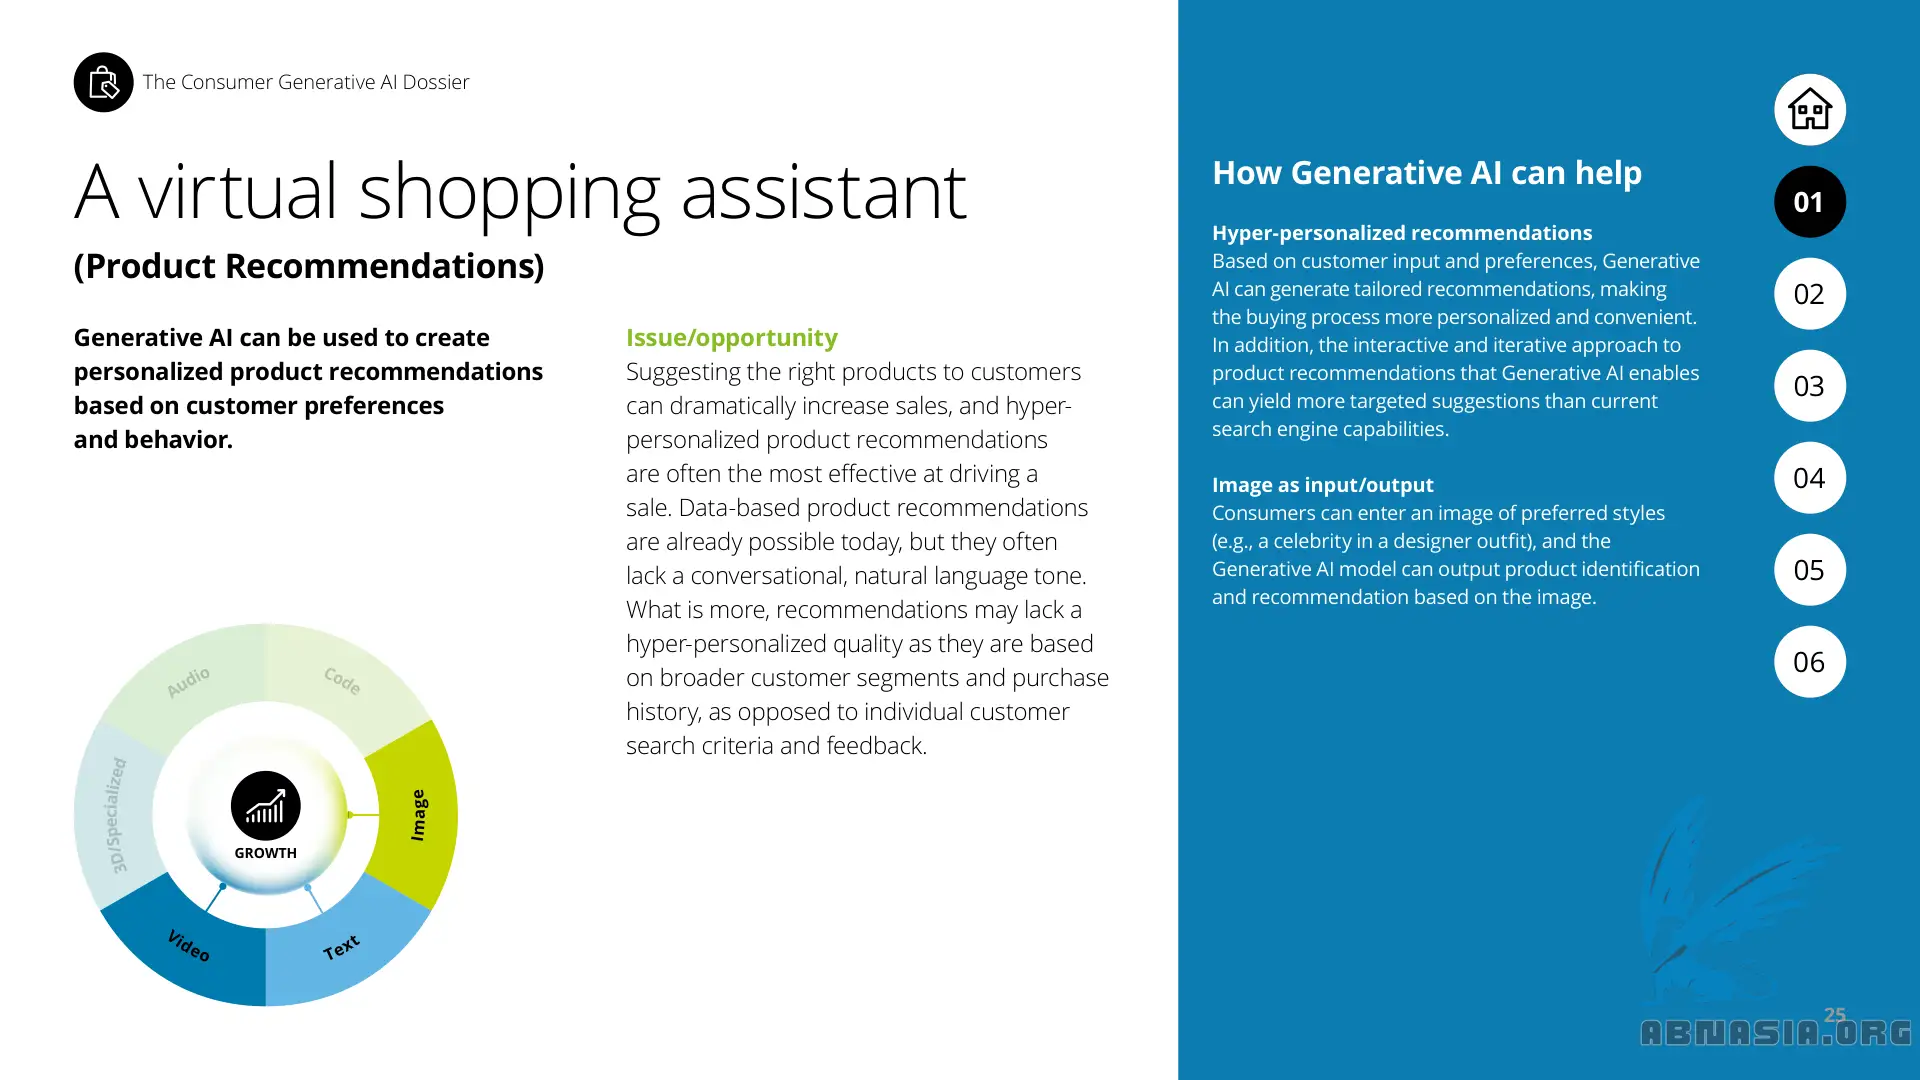 The Consumer Generative AI Dossier
A virtual shopping assistant
(Product Recommendations)
Generative AI can be used to create
personalized product recommendations
based on customer preferences
and behavior.
Audio
Code
3D/Specialized
Image
GROWTH
Video
Text
Issue/opportunity
Suggesting the right products to customers
can dramatically increase sales, and hyper-
personalized product recommendations
are often the most effective at driving a
sale. Data-based product recommendations
are already possible today, but they often
lack a conversational, natural language tone.
What is more, recommendations may lack a
hyper-personalized quality as they are based
on broader customer segments and purchase
history, as opposed to individual customer
search criteria and feedback.
How Generative AI can help
Hyper-personalized recommendations
Based on customer input and preferences, Generative
AI can generate tailored recommendations, making
the buying process more personalized and convenient.
In addition, the interactive and iterative approach to
product recommendations that Generative AI enables
can yield more targeted suggestions than current
search engine capabilities.
Image as input/output
Consumers can enter an image of preferred styles
(e.g., a celebrity in a designer outfit), and the
Generative AI model can output product identification
and recommendation based on the image.
01
02
03
04
05
06
25
ABNASIA.ORG